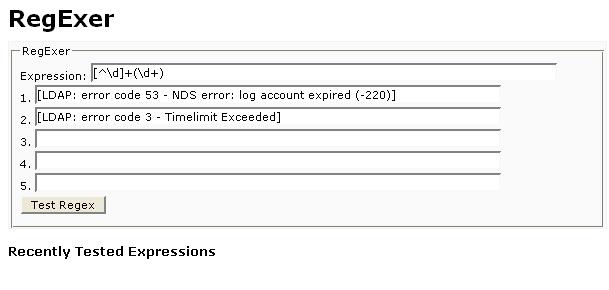 RegExer
RegExer
Expression: [^\d]+(\d+)
1. [LDAP: error code 53 - NDS error: log account expired (-220)]
2. [LDAP: error code 3 - Timelimit Exceeded]
3.
4.
5.
Test Regex
Recently Tested Expressions